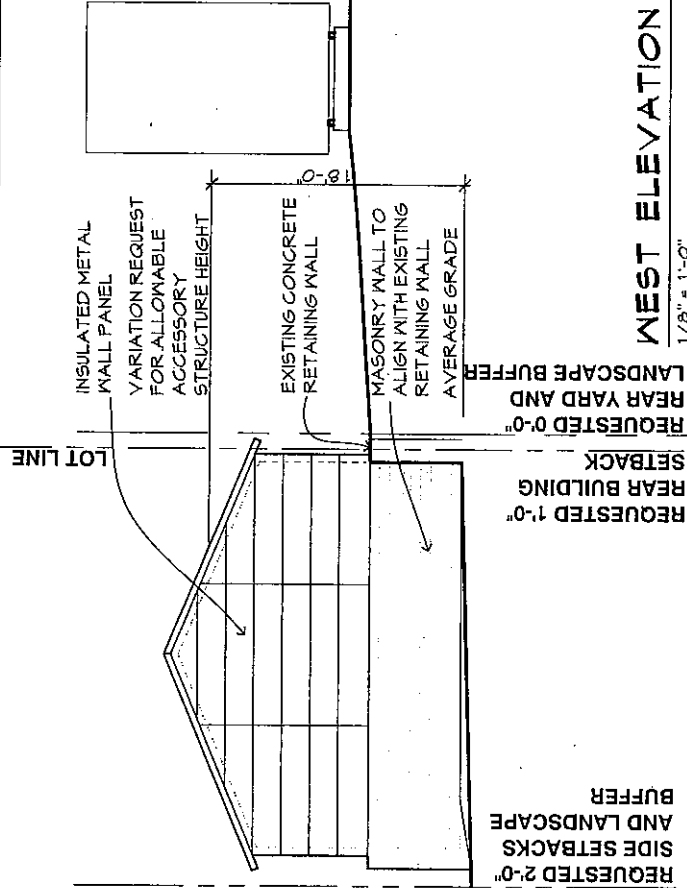 INSULATED METAL
WALL PANEL
VARIATION REQUEST
FOR ALLOWABLE
ACCESSORY
STRUCTURE HEIGHT
18'-0"
EXISTING CONCRETE
RETAINING WALL
MASONRY WALL TO
ALIGN WITH EXISTING
RETAINING WALL
AVERAGE GRADE
LOT LINE
REQUESTED 0'-0"
REAR YARD AND
LANDSCAPE BUFFER
REQUESTED 1'-0"
REAR BUILDING
SETBACK
REQUESTED 2'-0"
SIDE SETBACKS
AND LANDSCAPE
BUFFER
WEST ELEVATION
1/8" = 1'-0"